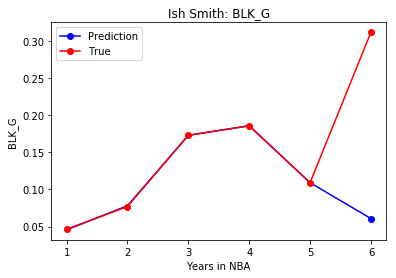 Ish Smith: BLK_G
Prediction
True
BLK_G
0.30
0.25
0.20
0.15
0.10
0.05
1 2 3 4 5 6
Years in NBA